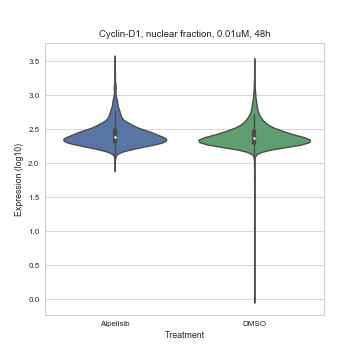 Cyclin-D1, nuclear fraction, 0.01uM, 48h
Expression (log10)
3.5
3.0
2.5
2.0
1.5
1.0
0.5
0.0
Alpelisib
DMSO
Treatment